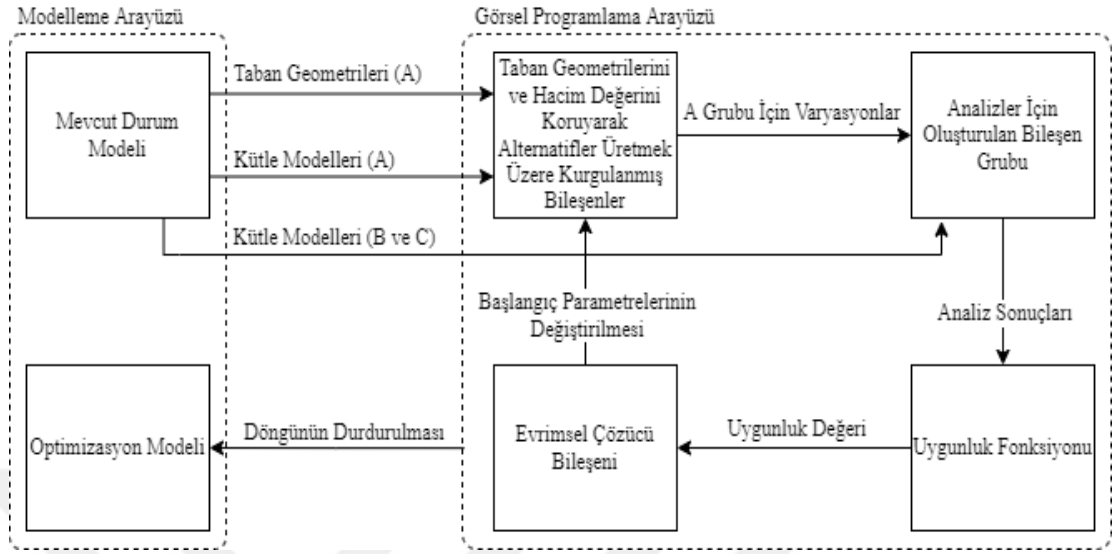 Modelleme Arayüzü
Görsel Programlama Arayüzü
Mevcut Durum
Modeli
Taban Geometrileri (A)
Kütle Modelleri (A)
Kütle Modelleri (B ve C)
Taban Geometrilerini
ve Hacim Değerini
Koruyarak
Alternatifler Üretmek
Üzere Kurgulanmış
Bileşenler
A Grubu İçin Varyasyonlar
Analizler İçin
Oluşturulan Bileşen
Grubu
Başlangıç Parametrelerinin
Değiştirilmesi
Analiz Sonuçları
Optimizasyon Modeli
Döngünün Durdurulması
Evrimsel Çözücü
Bileşeni
Uygunluk Değeri
Uygunluk Fonksiyonu